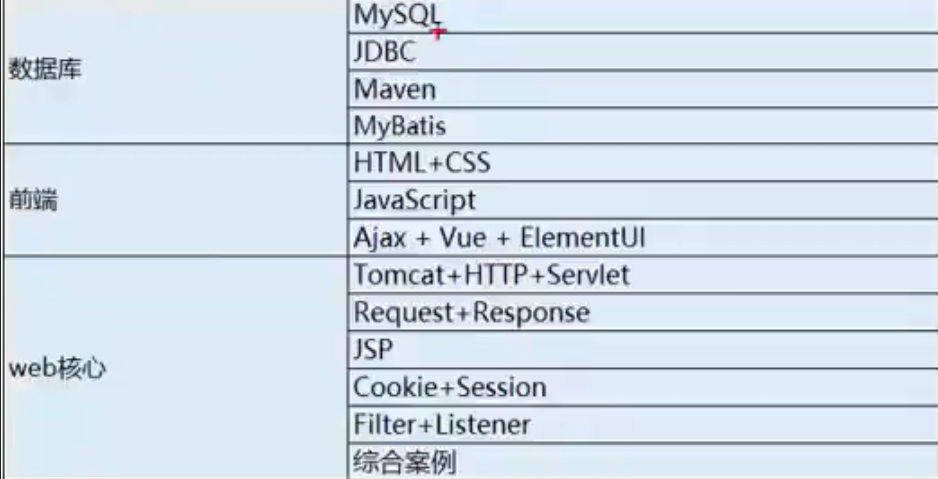 数据库
MySQL
JDBC
Maven
MyBatis
前端
HTML+CSS
JavaScript
Ajax + Vue + ElementUI
web核心
Tomcat+HTTP+Servlet
Request+Response
JSP
Cookie+Session
Filter+Listener
综合案例